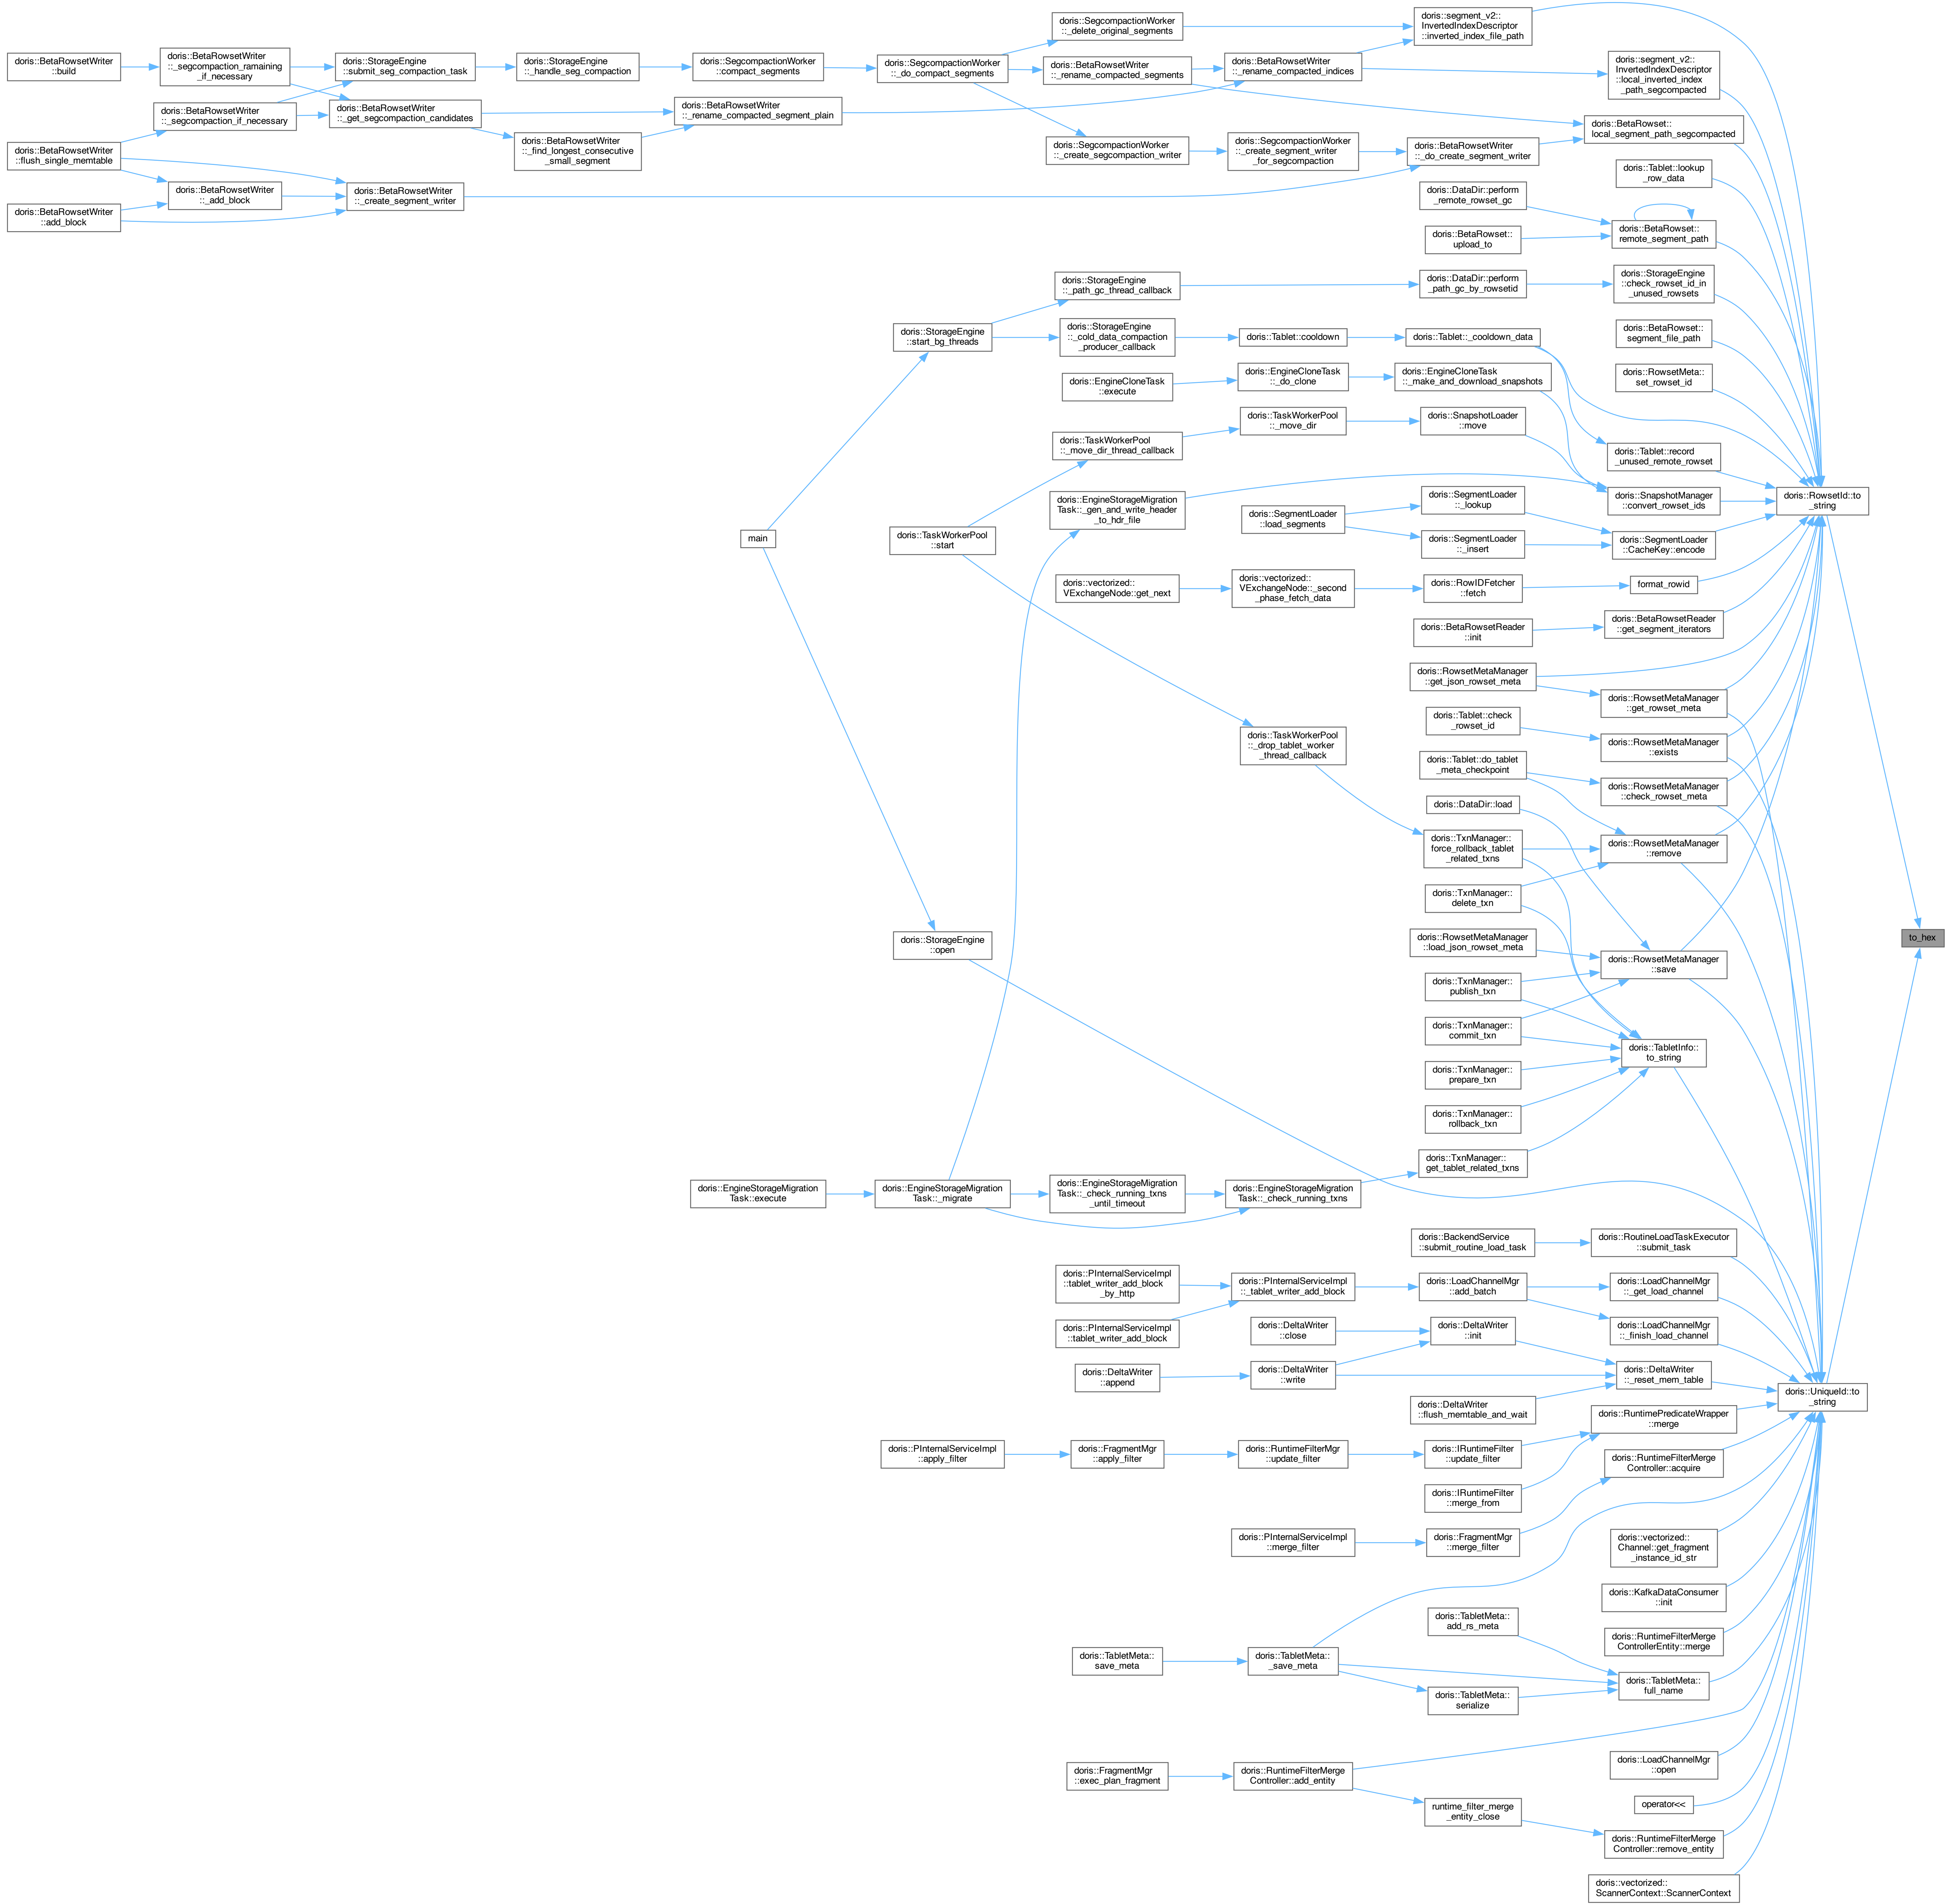 doris::BetaRowsetWriter
::build
doris::BetaRowsetWriter
::_segcompaction_ramaining
_if_necessary
doris::StorageEngine
::submit_seg_compaction_task
doris::StorageEngine
::_handle_seg_compaction
doris::SegcompactionWorker
::compact_segments
doris::SegcompactionWorker
::_do_compact_segments
doris::SegcompactionWorker
::_delete_original_segments
doris::segment_v2::
InvertedIndexDescriptor
::inverted_index_file_path
doris::BetaRowsetWriter
::_rename_compacted_segments
doris::BetaRowsetWriter
::_rename_compacted_indices
doris::segment_v2::
InvertedIndexDescriptor
::local_inverted_index
_path_segcompacted
doris::BetaRowsetWriter
::_segcompaction_if_necessary
doris::BetaRowsetWriter
::_get_segcompaction_candidates
doris::BetaRowsetWriter
::_rename_compacted_segment_plain
doris::BetaRowset::
local_segment_path_segcompacted
doris::BetaRowsetWriter
::flush_single_memtable
doris::BetaRowsetWriter
::_find_longest_consecutive
_small_segment
doris::SegcompactionWorker
::_create_segcompaction_writer
doris::SegcompactionWorker
::_create_segment_writer
_for_segcompaction
doris::BetaRowsetWriter
::_do_create_segment_writer
doris::Tablet::lookup
_row_data
doris::BetaRowsetWriter
::_add_block
doris::BetaRowsetWriter
::_create_segment_writer
doris::DataDir::perform
_remote_rowset_gc
doris::BetaRowsetWriter
::add_block
doris::BetaRowset::
upload_to
doris::BetaRowset::
remote_segment_path
doris::StorageEngine
::_path_gc_thread_callback
doris::DataDir::perform
_path_gc_by_rowsetid
doris::StorageEngine
::check_rowset_id_in
_unused_rowsets
doris::StorageEngine
::start_bg_threads
doris::StorageEngine
::_cold_data_compaction
_producer_callback
doris::Tablet::cooldown
doris::Tablet::_cooldown_data
doris::BetaRowset::
segment_file_path
doris::EngineCloneTask
::execute
doris::EngineCloneTask
::_do_clone
doris::EngineCloneTask
::_make_and_download_snapshots
doris::RowsetMeta::
set_rowset_id
doris::TaskWorkerPool
::_move_dir_thread_callback
doris::TaskWorkerPool
::_move_dir
doris::SnapshotLoader
::move
doris::Tablet::record
_unused_remote_rowset
doris::EngineStorageMigration
Task::_gen_and_write_header
_to_hdr_file
doris::SnapshotManager
::convert_rowset_ids
doris::RowsetId::to
_string
main
doris::TaskWorkerPool
::start
doris::SegmentLoader
::load_segments
doris::SegmentLoader
::_lookup
doris::SegmentLoader
::_insert
doris::SegmentLoader
::CacheKey::encode
doris::vectorized::
VExchangeNode::get_next
doris::vectorized::
VExchangeNode::_second
_phase_fetch_data
doris::RowIDFetcher
::fetch
format_rowid
doris::BetaRowsetReader
::init
doris::BetaRowsetReader
::get_segment_iterators
doris::RowsetMetaManager
::get_json_rowset_meta
doris::RowsetMetaManager
::get_rowset_meta
doris::Tablet::check
_rowset_id
doris::RowsetMetaManager
::exists
doris::TaskWorkerPool
::_drop_tablet_worker
_thread_callback
doris::Tablet::do_tablet
_meta_checkpoint
doris::RowsetMetaManager
::check_rowset_meta
doris::DataDir::load
doris::TxnManager::
force_rollback_tablet
_related_txns
doris::RowsetMetaManager
::remove
doris::TxnManager::
delete_txn
to_hex
doris::StorageEngine
::open
doris::RowsetMetaManager
::load_json_rowset_meta
doris::RowsetMetaManager
::save
doris::TxnManager::
publish_txn
doris::TxnManager::
commit_txn
doris::TabletInfo::
to_string
doris::TxnManager::
prepare_txn
doris::TxnManager::
rollback_txn
doris::TxnManager::
get_tablet_related_txns
doris::EngineStorageMigration
Task::execute
doris::EngineStorageMigration
Task::_migrate
doris::EngineStorageMigration
Task::_check_running_txns
_until_timeout
doris::EngineStorageMigration
Task::_check_running_txns
doris::BackendService
::submit_routine_load_task
doris::RoutineLoadTaskExecutor
::submit_task
doris::PInternalServiceImpl
::tablet_writer_add_block
_by_http
doris::PInternalServiceImpl
::_tablet_writer_add_block
doris::LoadChannelMgr
::add_batch
doris::LoadChannelMgr
::_get_load_channel
doris::PInternalServiceImpl
::tablet_writer_add_block
doris::DeltaWriter
::close
doris::DeltaWriter
::init
doris::LoadChannelMgr
::_finish_load_channel
doris::DeltaWriter
::append
doris::DeltaWriter
::write
doris::DeltaWriter
::_reset_mem_table
doris::UniqueId::to
_string
doris::DeltaWriter
::flush_memtable_and_wait
doris::RuntimePredicateWrapper
::merge
doris::PInternalServiceImpl
::apply_filter
doris::FragmentMgr
::apply_filter
doris::RuntimeFilterMgr
::update_filter
doris::IRuntimeFilter
::update_filter
doris::RuntimeFilterMerge
Controller::acquire
doris::IRuntimeFilter
::merge_from
doris::PInternalServiceImpl
::merge_filter
doris::FragmentMgr
::merge_filter
doris::vectorized::
Channel::get_fragment
_instance_id_str
doris::KafkaDataConsumer
::init
doris::TabletMeta::
add_rs_meta
doris::RuntimeFilterMerge
ControllerEntity::merge
doris::TabletMeta::
save_meta
doris::TabletMeta::
_save_meta
doris::TabletMeta::
serialize
doris::TabletMeta::
full_name
doris::LoadChannelMgr
::open
doris::FragmentMgr
::exec_plan_fragment
doris::RuntimeFilterMerge
Controller::add_entity
runtime_filter_merge
_entity_close
operator<<
doris::RuntimeFilterMerge
Controller::remove_entity
doris::vectorized::
ScannerContext::ScannerContext